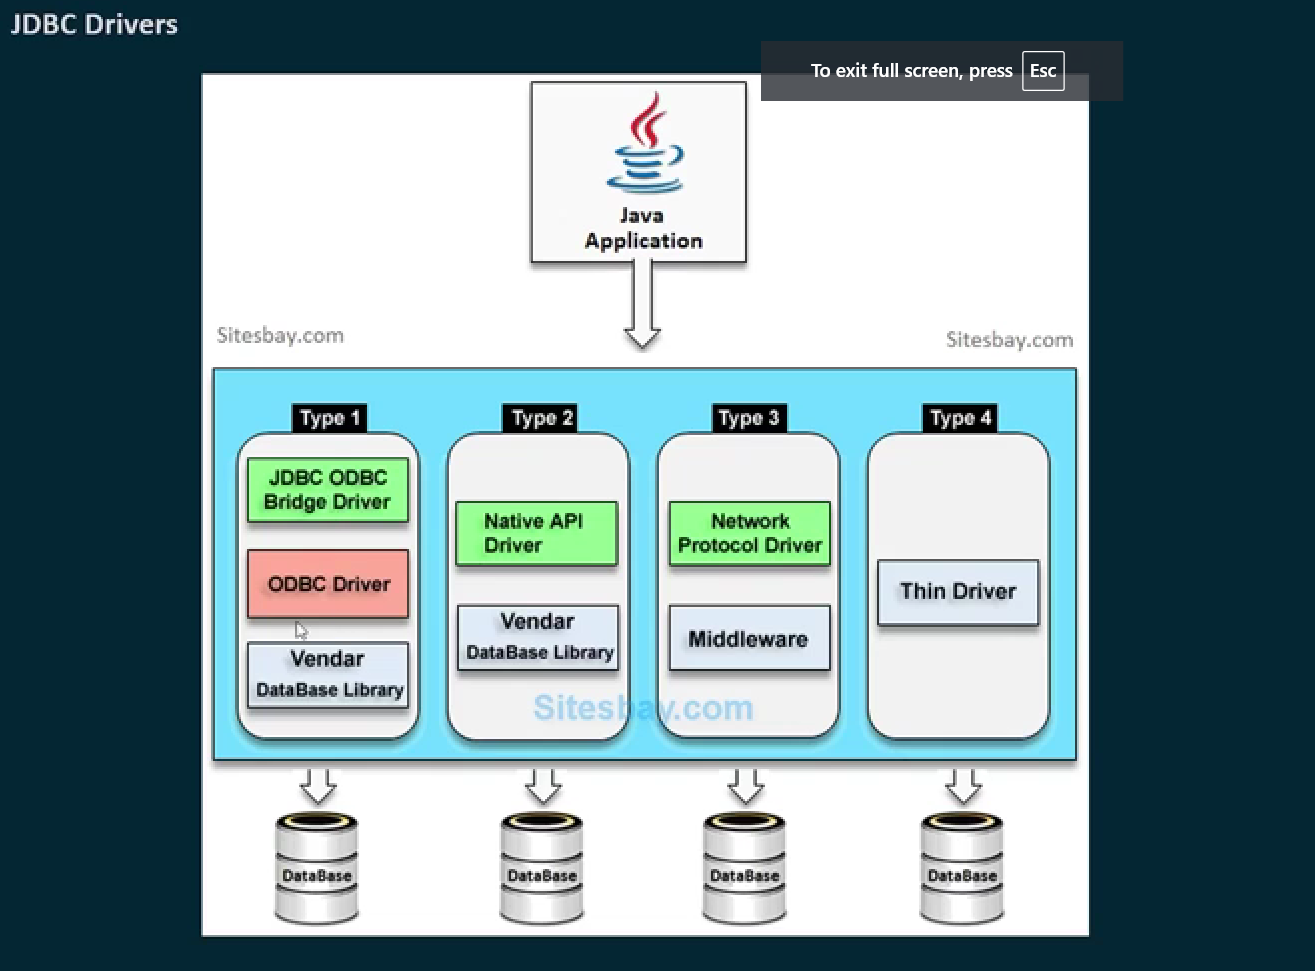 JDBC Drivers
To exit full screen, press Esc
Java
Application
Sitesbay.com
Sitesbay.com
Type 1
JDBC ODBC
Bridge Driver
ODBC Driver
Vendar
DataBase Library
Type 2
Native API
Driver
Vendar
DataBase Library
Type 3
Network
Protocol Driver
Middleware
Type 4
Thin Driver
Sitesbay.com
DataBase
DataBase
DataBase
DataBase